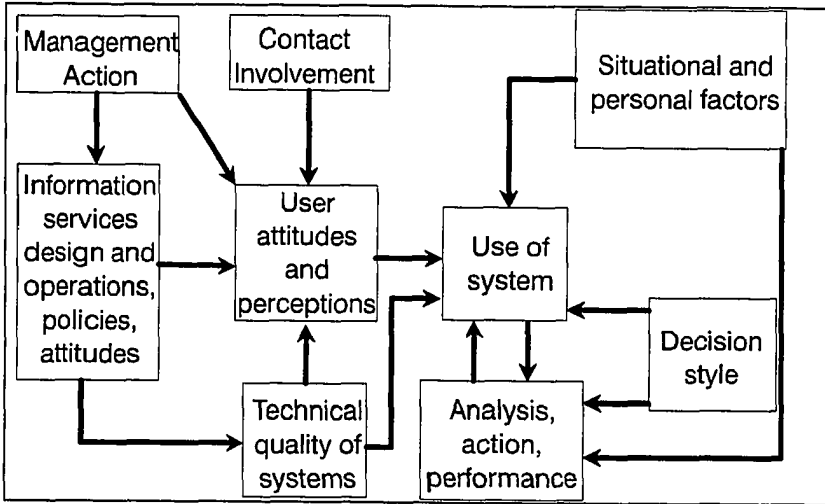 Management
Action
Contact
Involvement
Situational and
personal factors
Information
services
design and
operations,
policies,
attitudes
User
attitudes
and
perceptions
Use of
system
Decision
style
Technical
quality of
systems
Analysis,
action,
performance